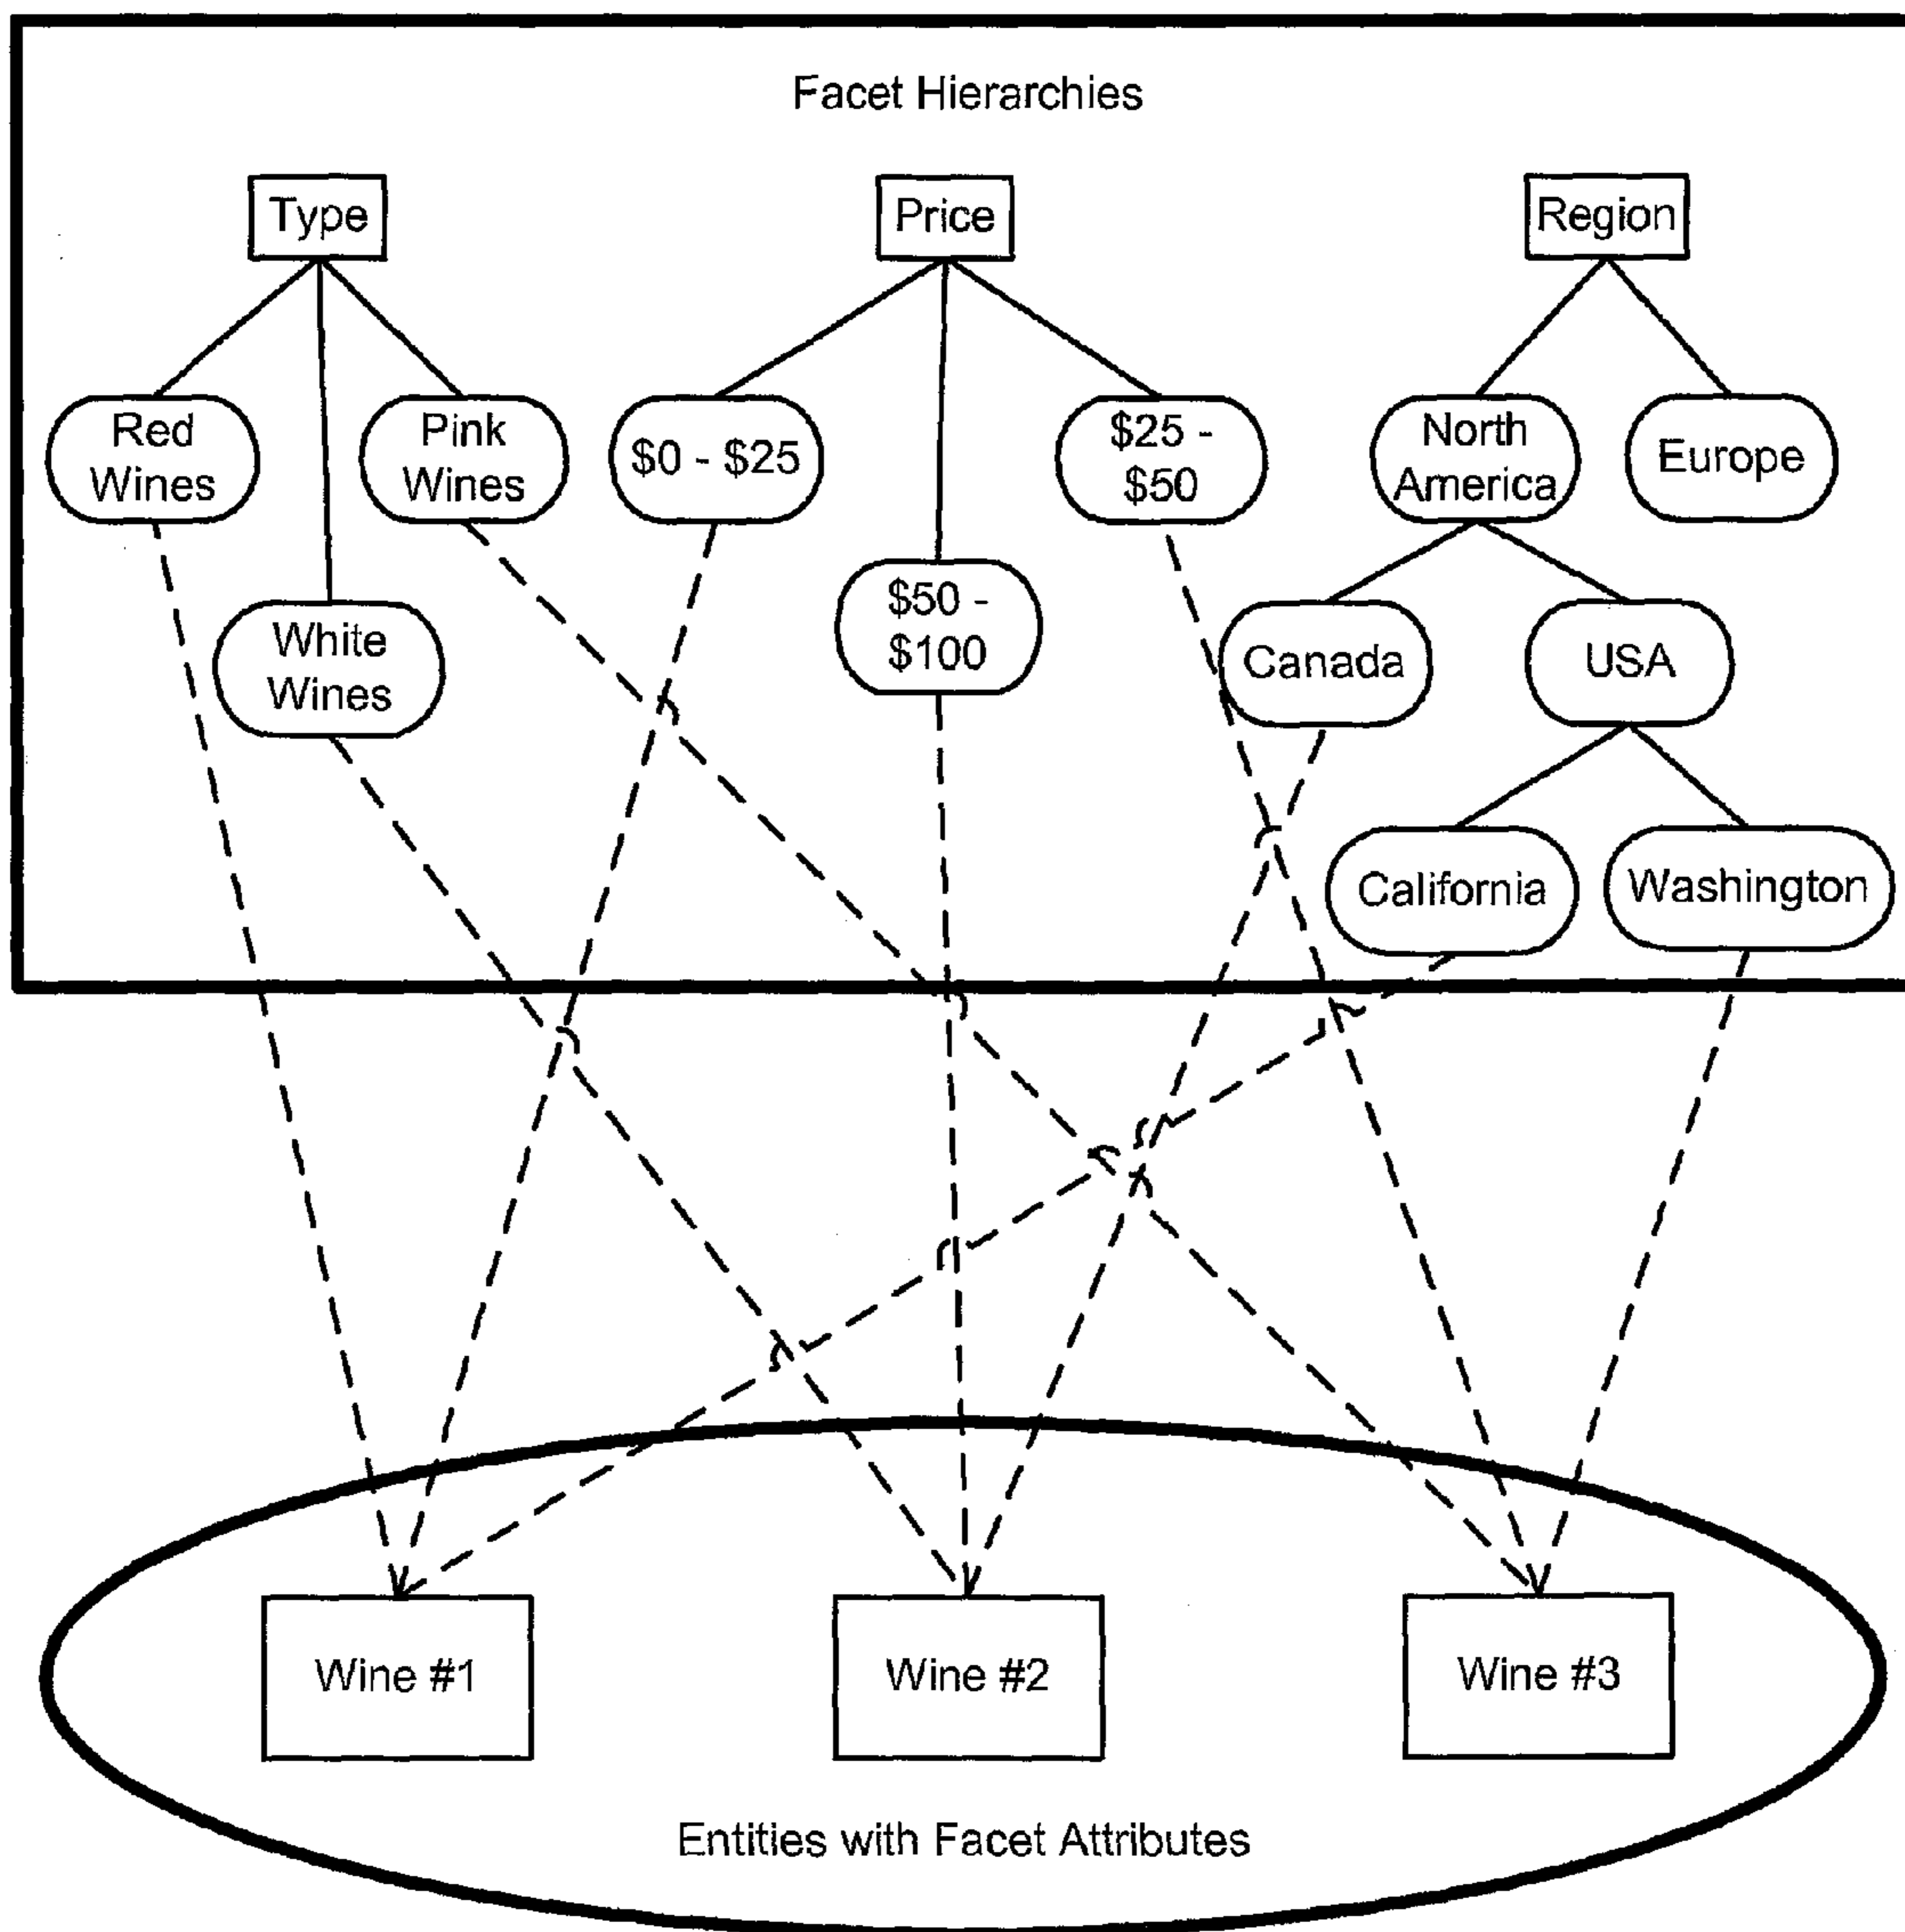 Facet Hierarchies
Type
Price
Region
Red
Wines
Pink
Wines
$0 - $25
$25 -
$50
North
America
Europe
White
Wines
$50 -
$100
Canada
USA
California
Washington
Wine #1
Wine #2
Wine #3
Entities with Facet Attributes